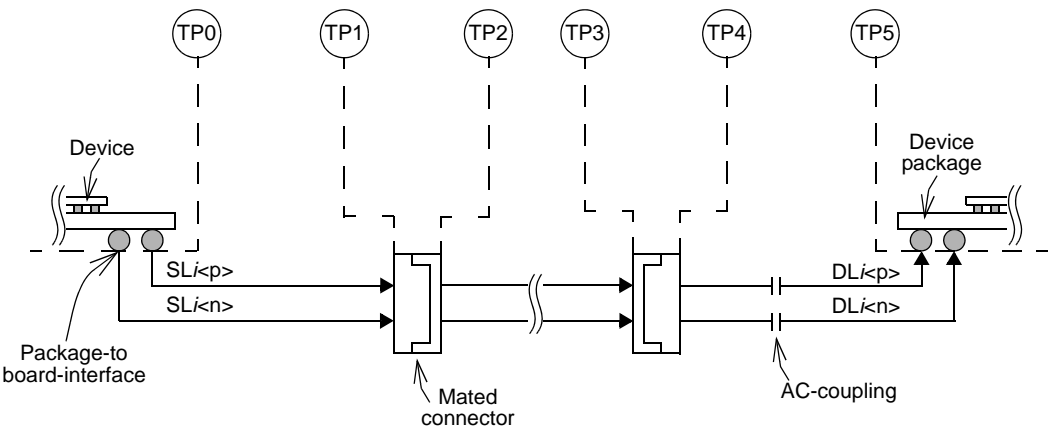 TP0 TP1 TP2 TP3 TP4 TP5
Device
Device
package
SLi<p>
DLi<p>
SLi<n>
DLi<n>
Package-to
board-interface
Mated
connector
AC-coupling